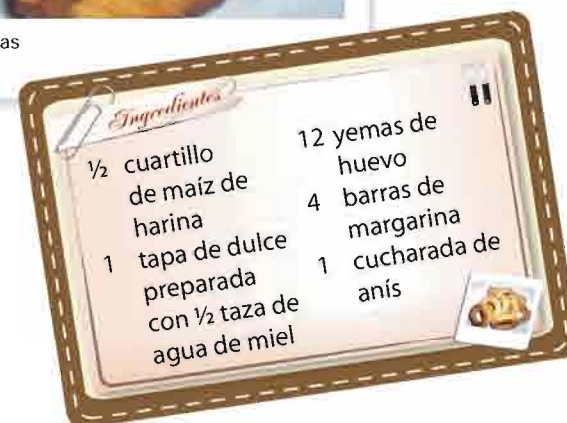 as
Ingredientes
½ cuartillo
de maíz de
harina
1 tapa de dulce
preparada
con ½ taza de
agua de miel
12 yemas de
huevo
4 barras de
margarina
1 cucharada de
anís